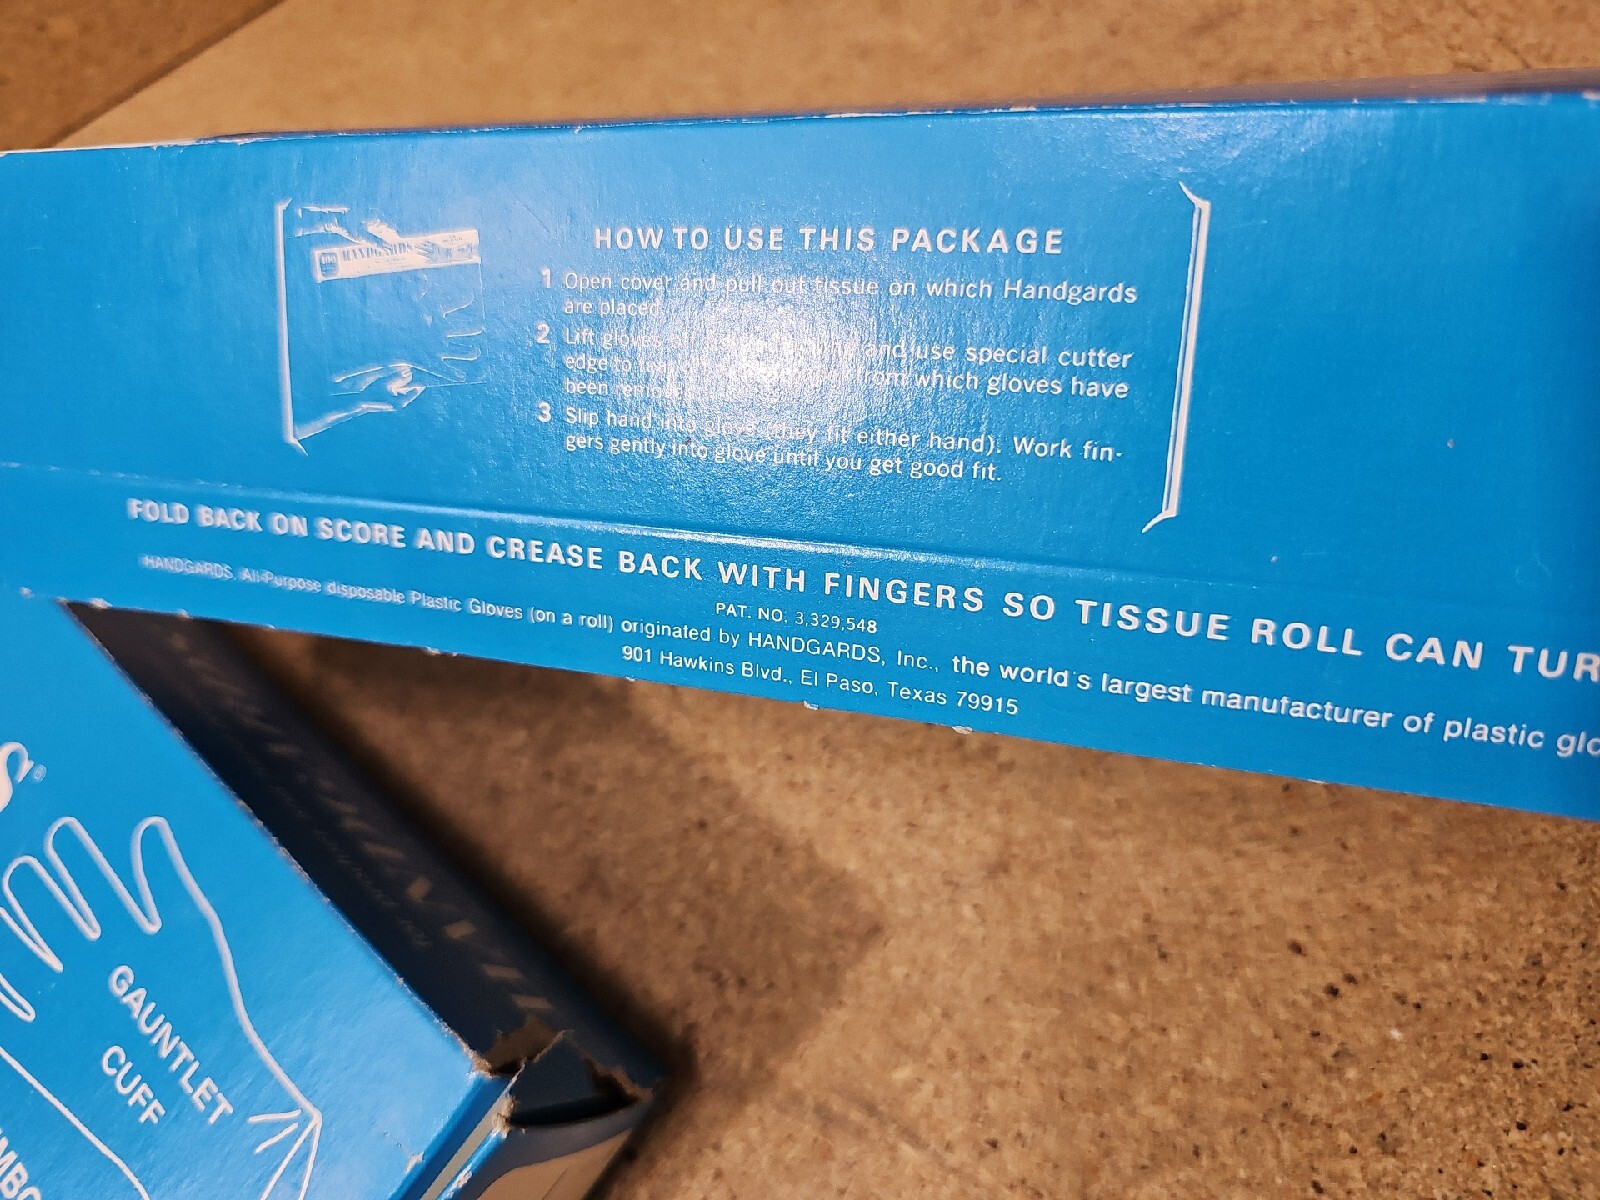 HOW TO USE THIS PACKAGE
1 Open cover and pull out tissue on which Handgards
are placed
2 Lift gloves and use special cutter
edge to from which gloves have
been
3 Slip hand into glove (they fit either hand). Work fin-
gers gently into glove until you get good fit.
FOLD BACK ON SCORE AND CREASE BACK WITH FINGERS SO TISSUE ROLL CAN TUR
PAT. NO. 3,329,548
HANDGARDS, All-Purpose disposable Plastic Gloves (on a roll) originated by HANDGARDS, Inc., the world's largest manufacturer of plastic glo
901 Hawkins Blvd., El Paso, Texas 79915
100 HANDGARDS
S®
GAUNTLET
CUFF
MBO